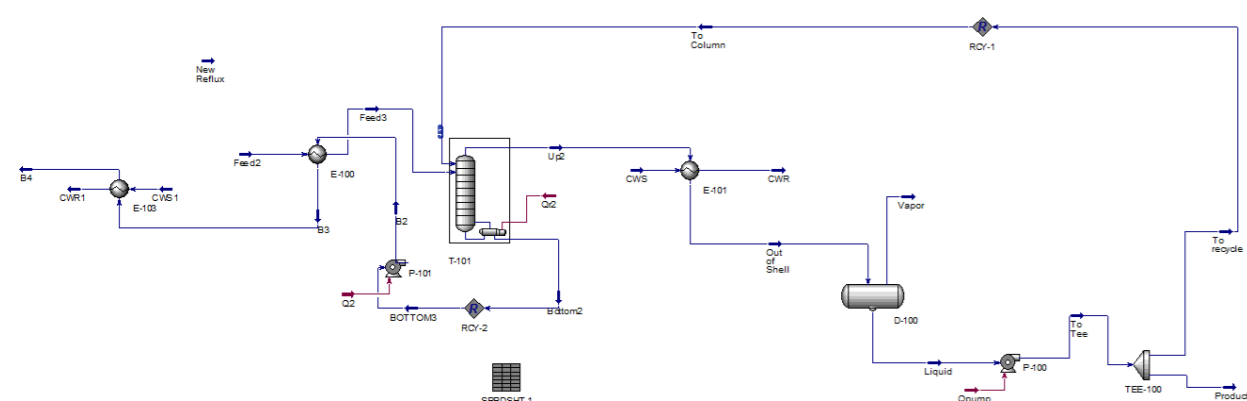 To
Column
R
RCY-1
New
Reflux
Feed3
Feed2
E-100
Up2
CWS
CWR
E-101
B4
CWR1
CWS1
E-103
B3
B2
Qr2
Vapor
To
recycle
T-101
Out
of
Shell
P-101
Q2
BOTTOM3
R
RCY-2
Bottom2
D-100
To
Tee
Liquid
P-100
TEE-100
Qpump
Product
SPRDSHT 1